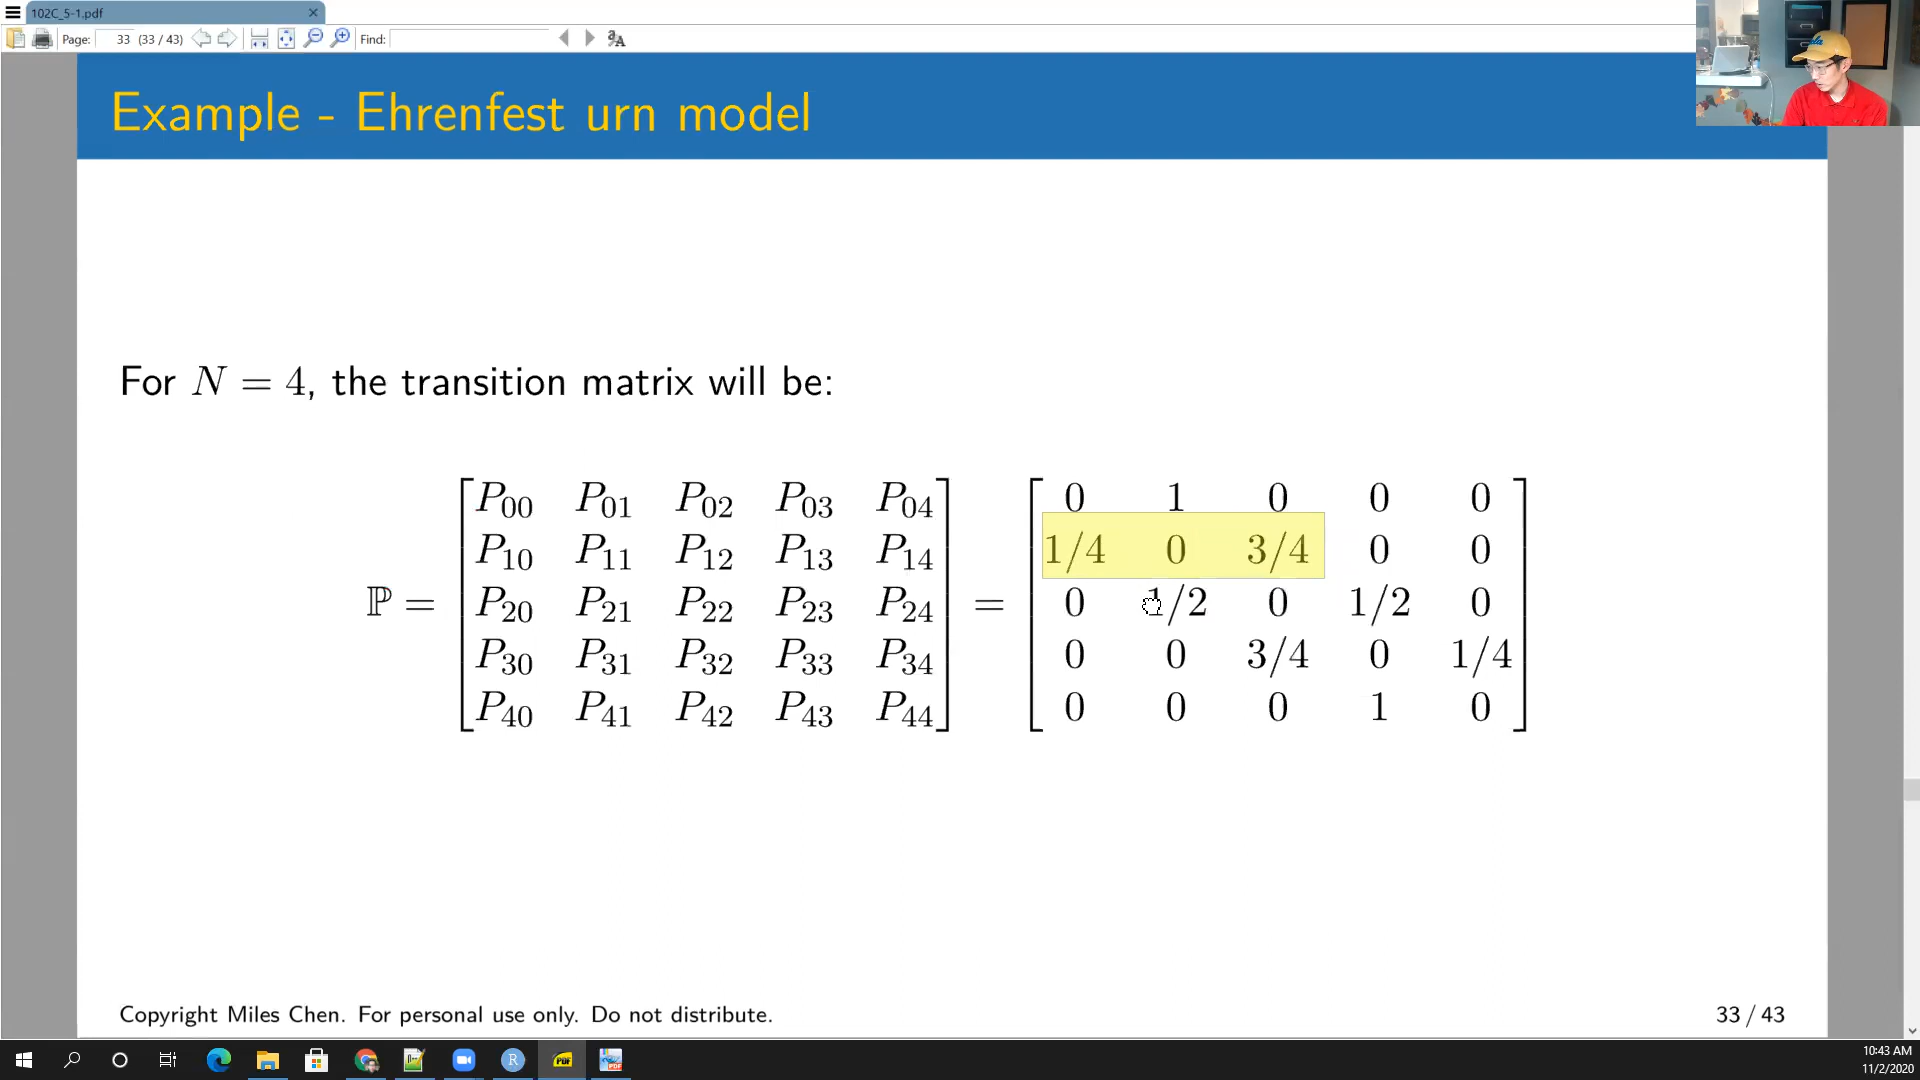 102C_5-1.pdf
Page: 33 (33 / 43) Find:
Example - Ehrenfest urn model
For N = 4, the transition matrix will be:
P₀₀ P₀₁ P₀₂ P₀₃ P₀₄ 0 1 0 0 0
P₁₀ P₁₁ P₁₂ P₁₃ P₁₄ 1/4 0 3/4 0 0
ℙ = P₂₀ P₂₁ P₂₂ P₂₃ P₂₄ = 0 1/2 0 1/2 0
P₃₀ P₃₁ P₃₂ P₃₃ P₃₄ 0 0 3/4 0 1/4
P₄₀ P₄₁ P₄₂ P₄₃ P₄₄ 0 0 0 1 0
Copyright Miles Chen. For personal use only. Do not distribute. 33 / 43
10:43 AM
11/2/2020